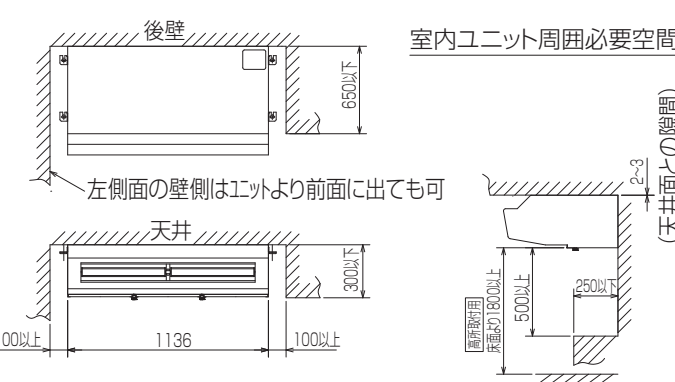 後壁
室内ユニット周囲必要空間
650以下
左側面の壁側はユニットより前面に出ても可
天井
300以下
00以上
1136
100以上
2~3
(天井面との隙間)
高所取付用
床面より1800以上
500以上
250以下